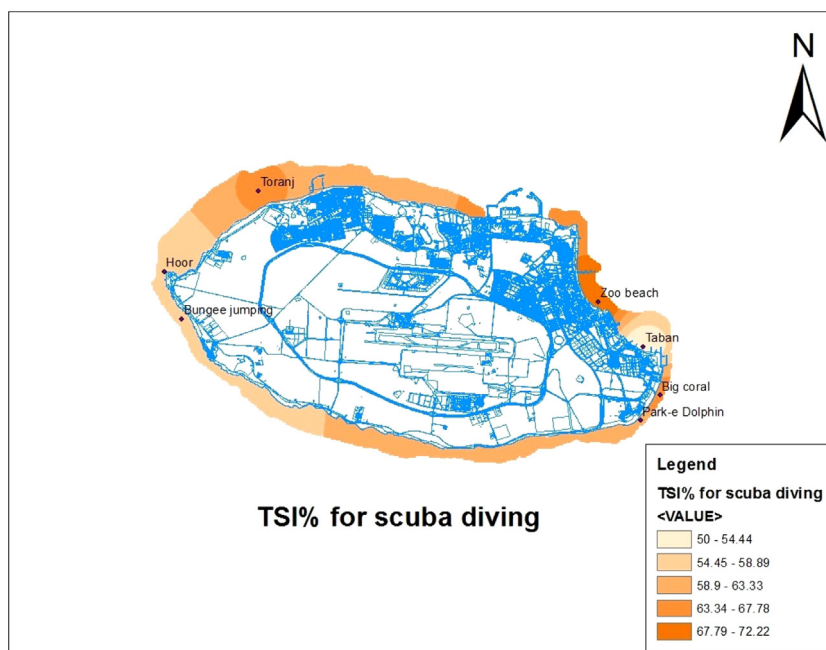 N
Toranj
Hoor
Bungee jumping
Zoo beach
Taban
Big coral
Park-e Dolphin
TSI% for scuba diving
Legend
TSI% for scuba diving
<VALUE>
50 - 54.44
54.45 - 58.89
58.9 - 63.33
63.34 - 67.78
67.79 - 72.22